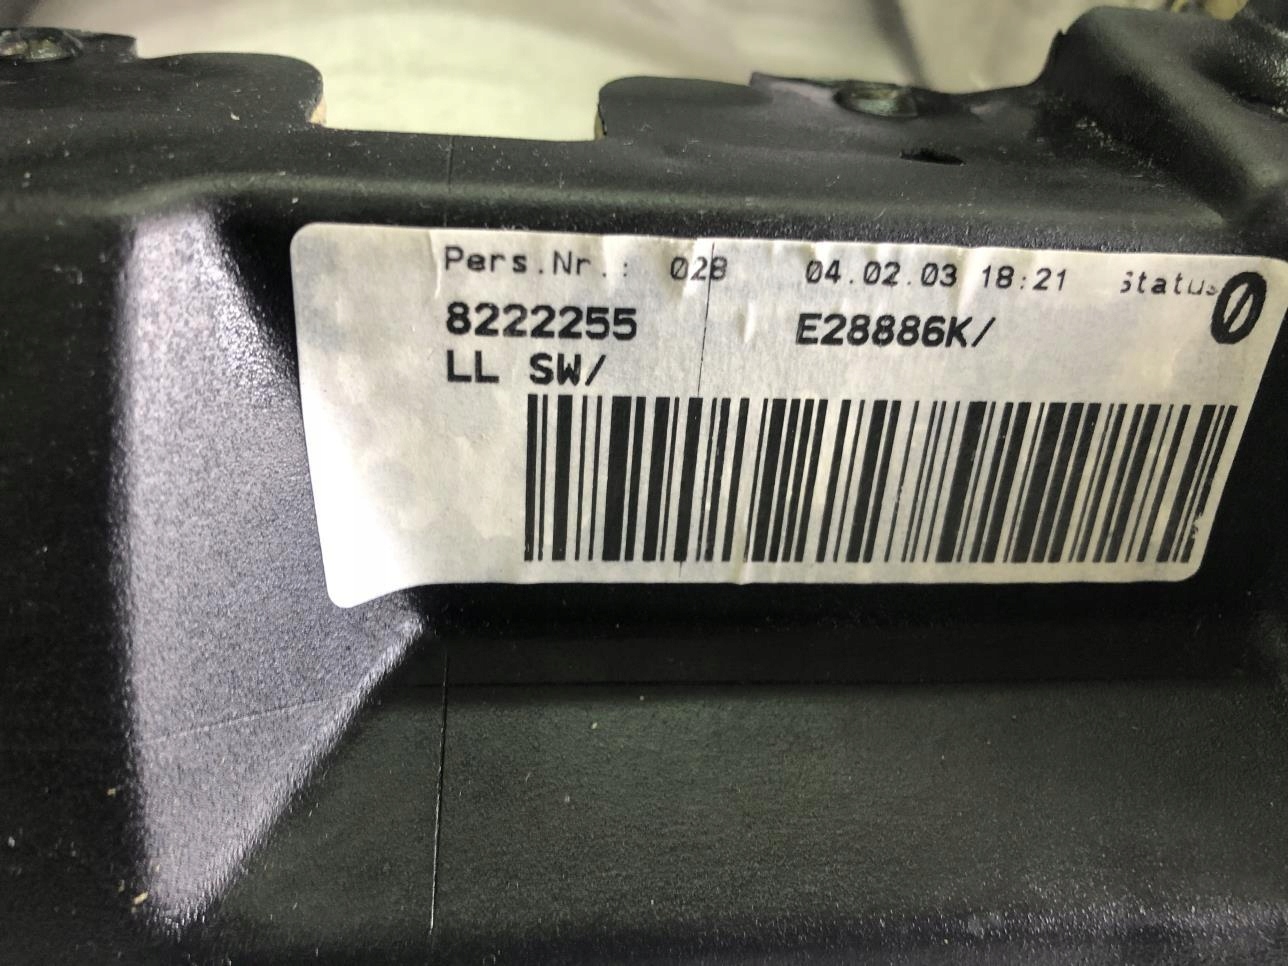 Pers.Nr.: 028 04.02.03 18:21 Status 0
8222255 E28886K/
LL SW/